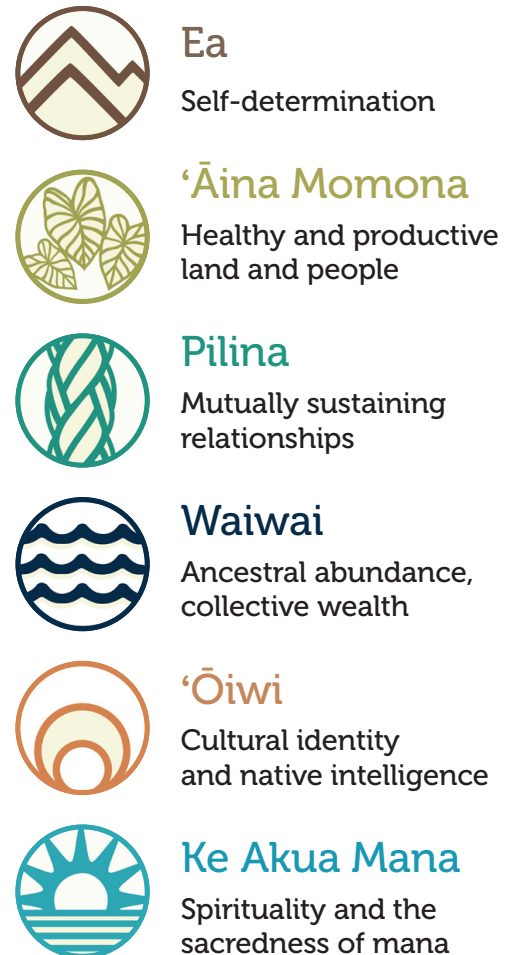 Ea
Self-determination
ʻĀina Momona
Healthy and productive
land and people
Pilina
Mutually sustaining
relationships
Waiwai
Ancestral abundance,
collective wealth
ʻŌiwi
Cultural identity
and native intelligence
Ke Akua Mana
Spirituality and the
sacredness of mana